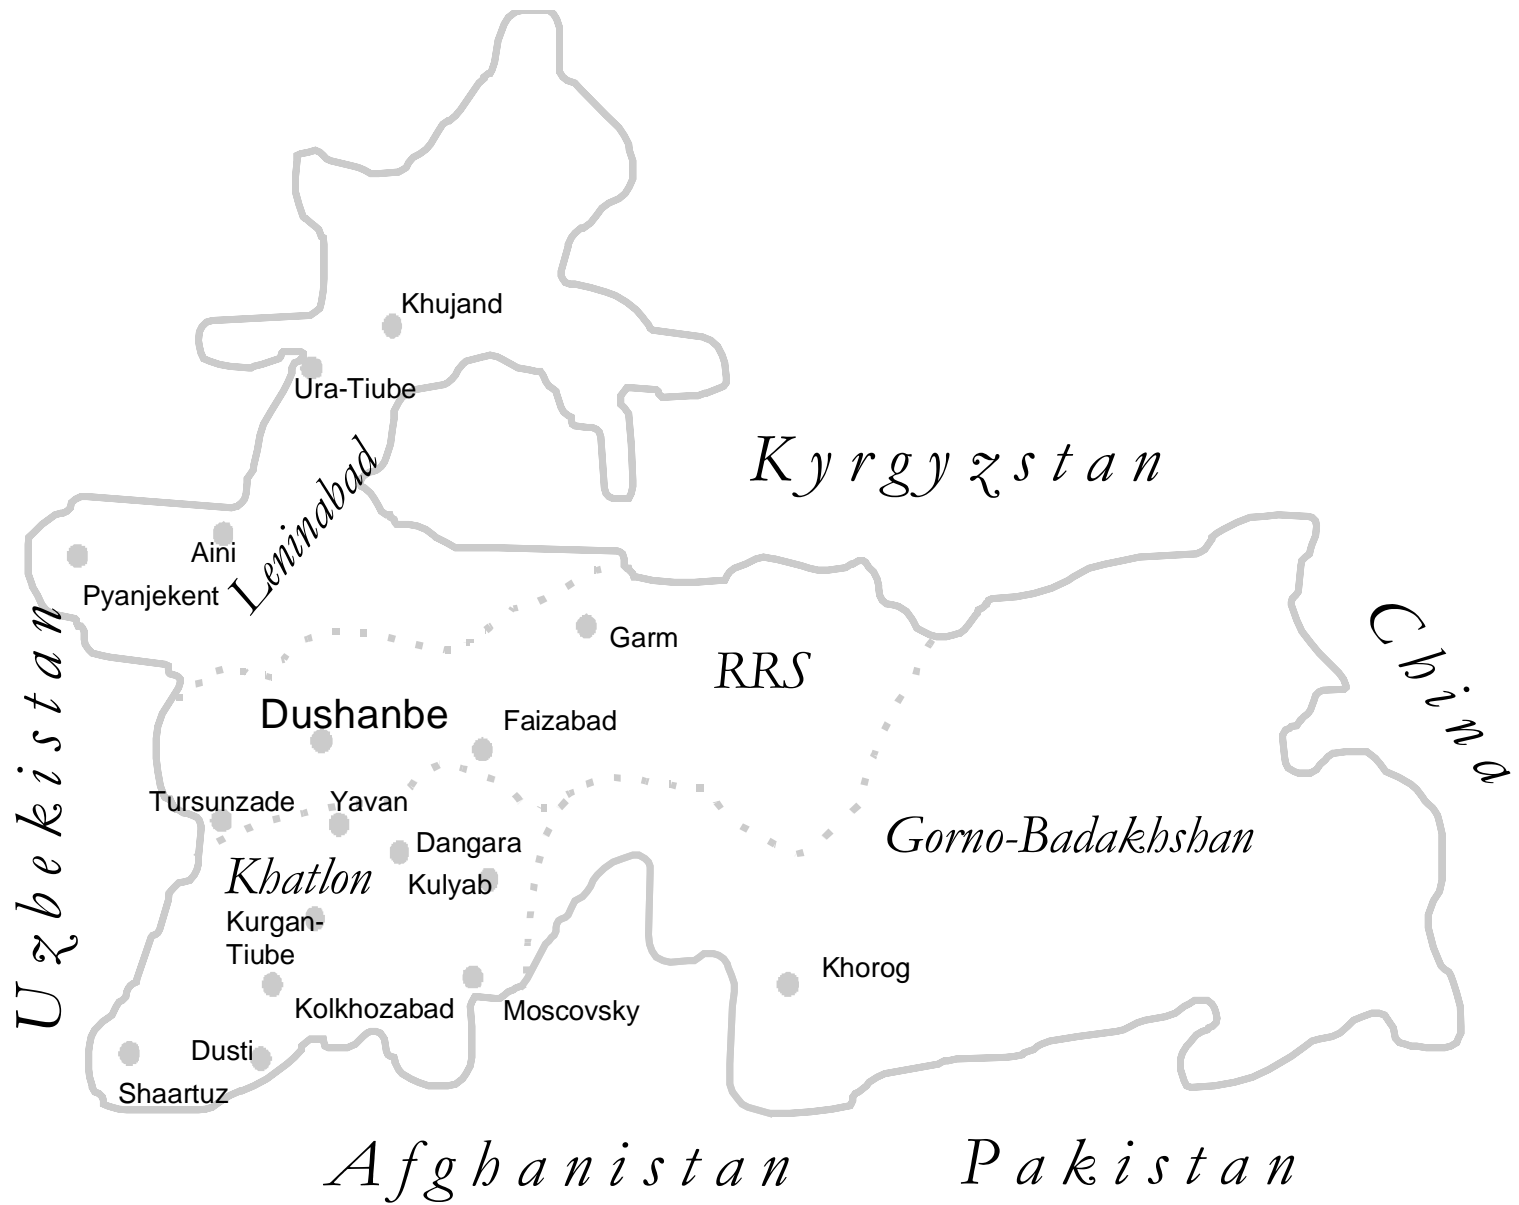 Khujand
Ura-Tiube
Kyrgyzstan
Leninabad
Aini
Pyanjekent
Uzbekistan
Garm
RRS
China
Dushanbe
Faizabad
Tursunzade
Yavan
Dangara
Gorno-Badakhshan
Khatlon
Kulyab
Kurgan-
Tiube
Khorog
Kolkhozabad
Moscovsky
Dusti
Shaartuz
Afghanistan
Pakistan